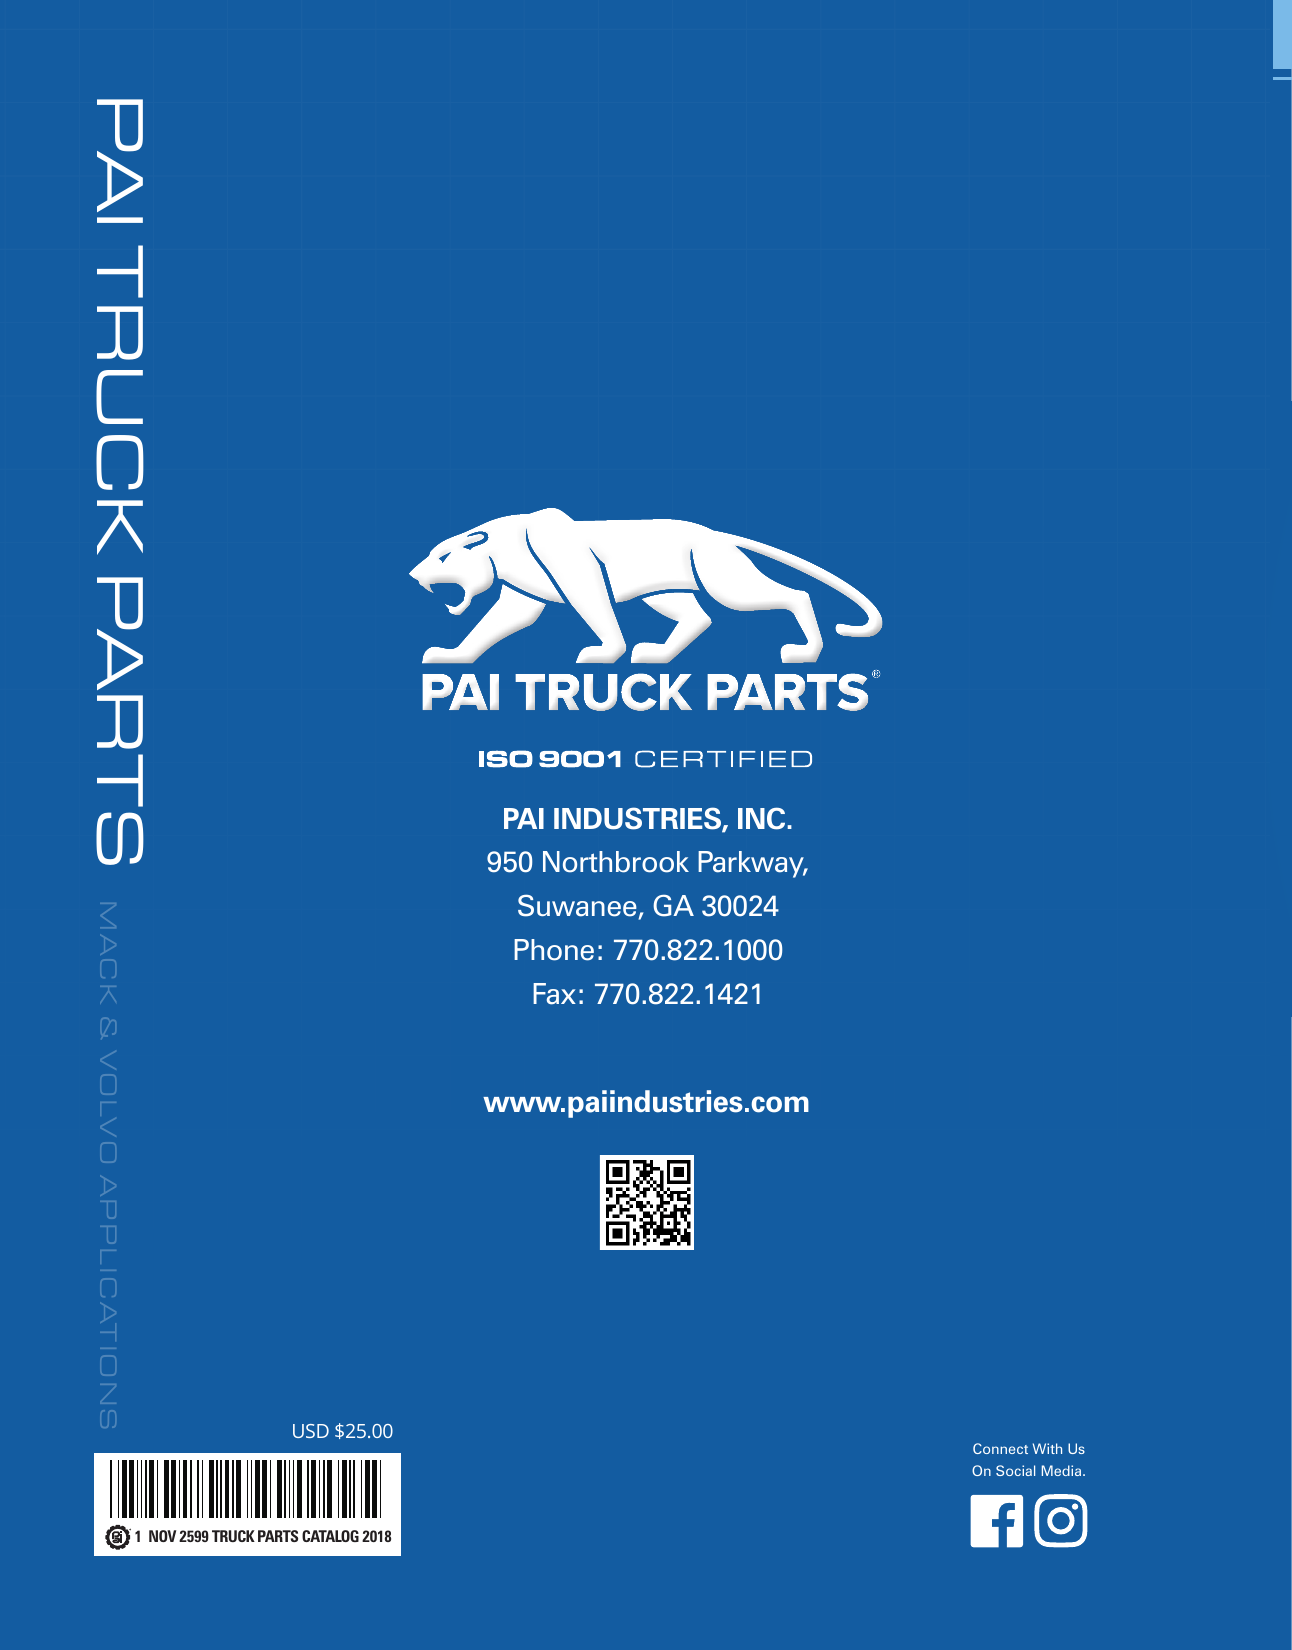 PAI TRUCK PARTS MACK & VOLVO APPLICATIONS
PAI TRUCK PARTS®
ISO 9001 CERTIFIED
PAI INDUSTRIES, INC.
950 Northbrook Parkway,
Suwanee, GA 30024
Phone: 770.822.1000
Fax: 770.822.1421
www.paiindustries.com
USD $25.00
1 NOV 2599 TRUCK PARTS CATALOG 2018
Connect With Us
On Social Media.